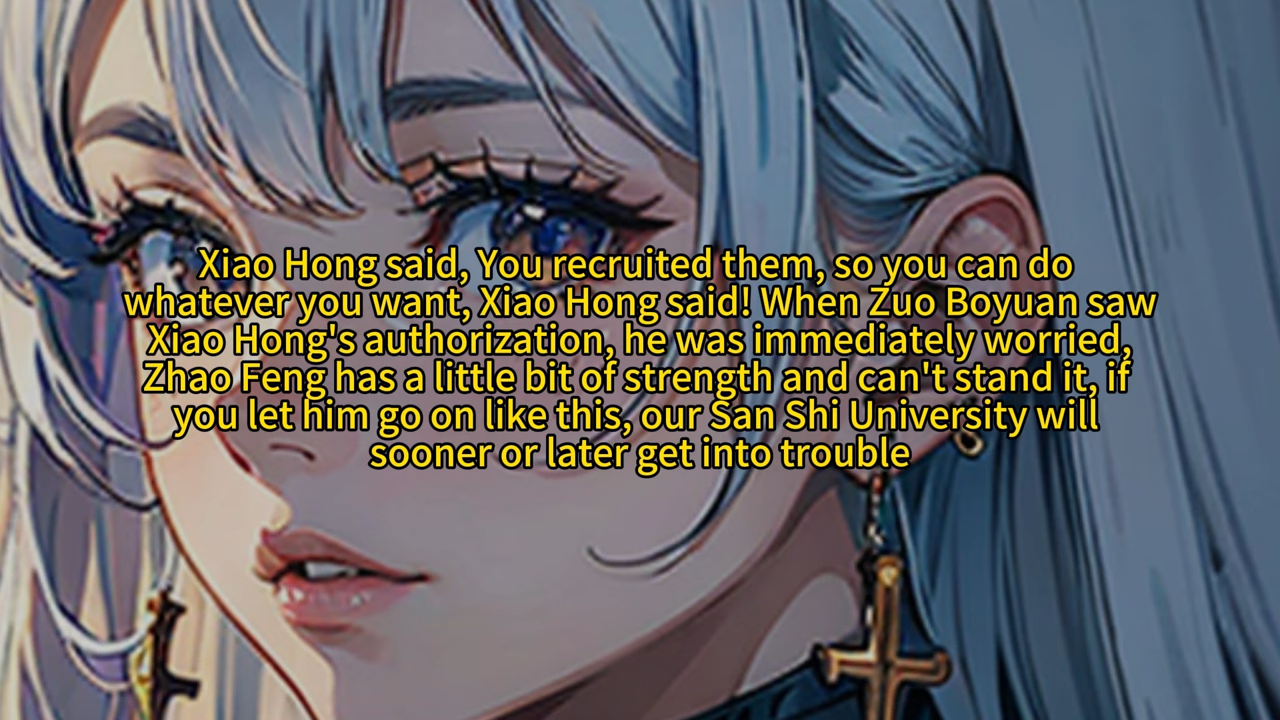 Xiao Hong said, You recruited them, so you can do
whatever you want, Xiao Hong said! When Zuo Boyuan saw
Xiao Hong's authorization, he was immediately worried,
Zhao Feng has a little bit of strength and can't stand it, if
you let him go on like this, our San Shi University will
sooner or later get into trouble